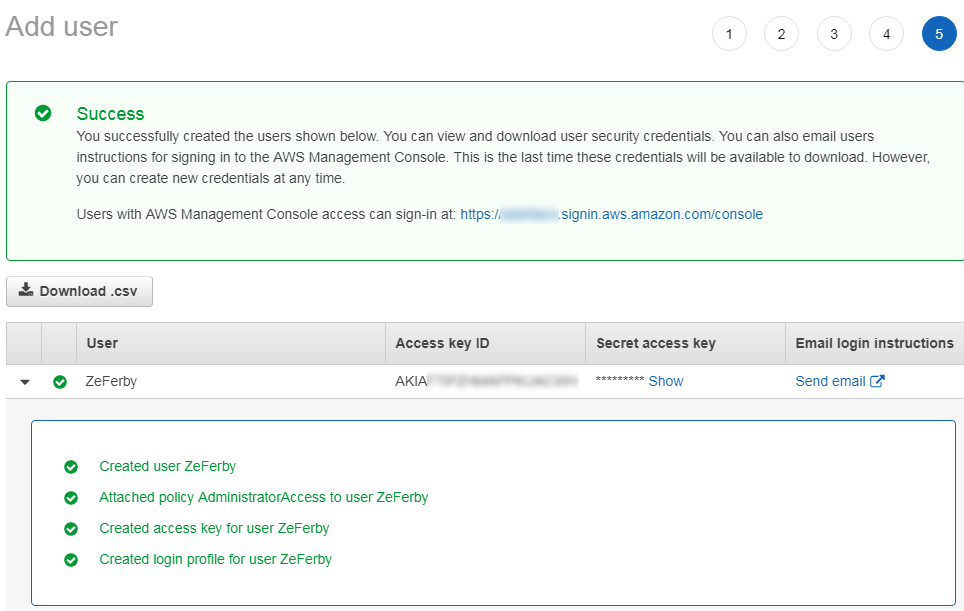 Add user
1 2 3 4 5
Success
You successfully created the users shown below. You can view and download user security credentials. You can also email users
instructions for signing in to the AWS Management Console. This is the last time these credentials will be available to download. However,
you can create new credentials at any time.
Users with AWS Management Console access can sign-in at: https:/ .signin.aws.amazon.com/console
Download .csv
User Access key ID Secret access key Email login instructions
ZeFerby AKIA ********* Show Send email
Created user ZeFerby
Attached policy AdministratorAccess to user ZeFerby
Created access key for user ZeFerby
Created login profile for user ZeFerby